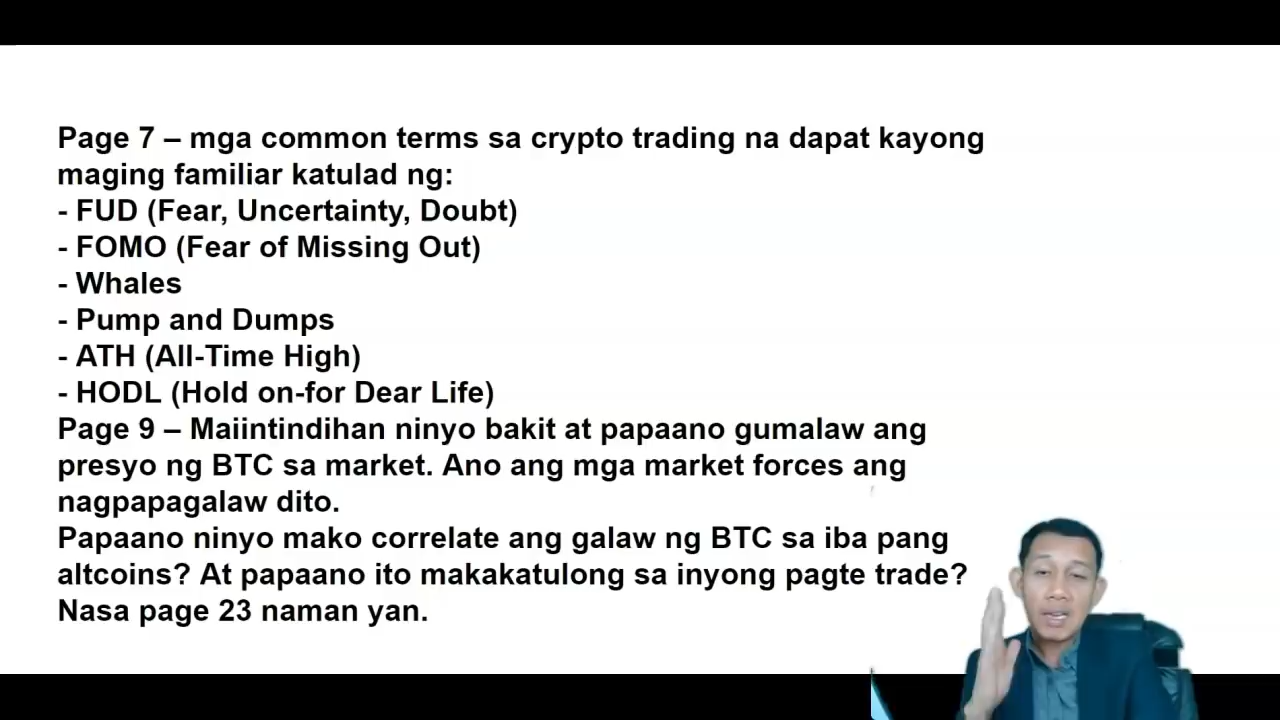 Page 7 – mga common terms sa crypto trading na dapat kayong
maging familiar katulad ng:
- FUD (Fear, Uncertainty, Doubt)
- FOMO (Fear of Missing Out)
- Whales
- Pump and Dumps
- ATH (All-Time High)
- HODL (Hold on-for Dear Life)
Page 9 – Maiintindihan ninyo bakit at papaano gumalaw ang
presyo ng BTC sa market. Ano ang mga market forces ang
nagpapagalaw dito.
Papaano ninyo mako correlate ang galaw ng BTC sa iba pang
altcoins? At papaano ito makakatulong sa inyong pagte trade?
Nasa page 23 naman yan.